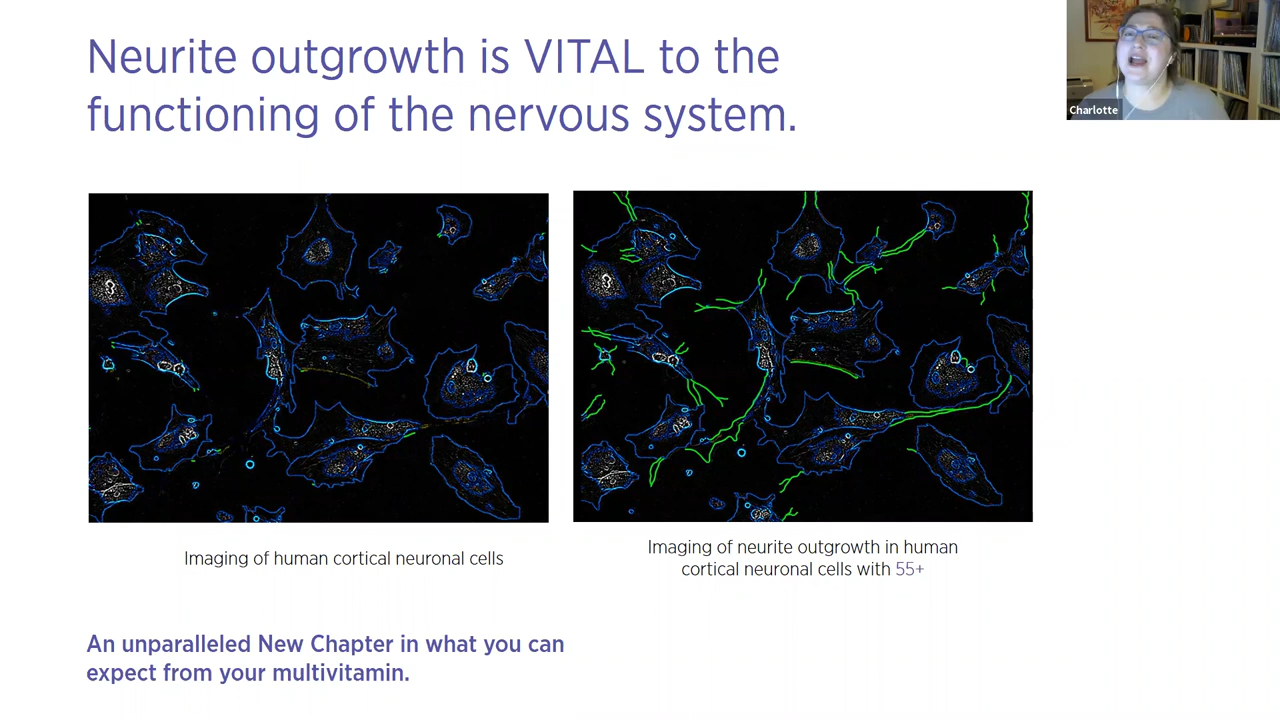 Neurite outgrowth is VITAL to the
functioning of the nervous system.
Charlotte
Imaging of human cortical neuronal cells
Imaging of neurite outgrowth in human
cortical neuronal cells with 55+
An unparalleled New Chapter in what you can
expect from your multivitamin.